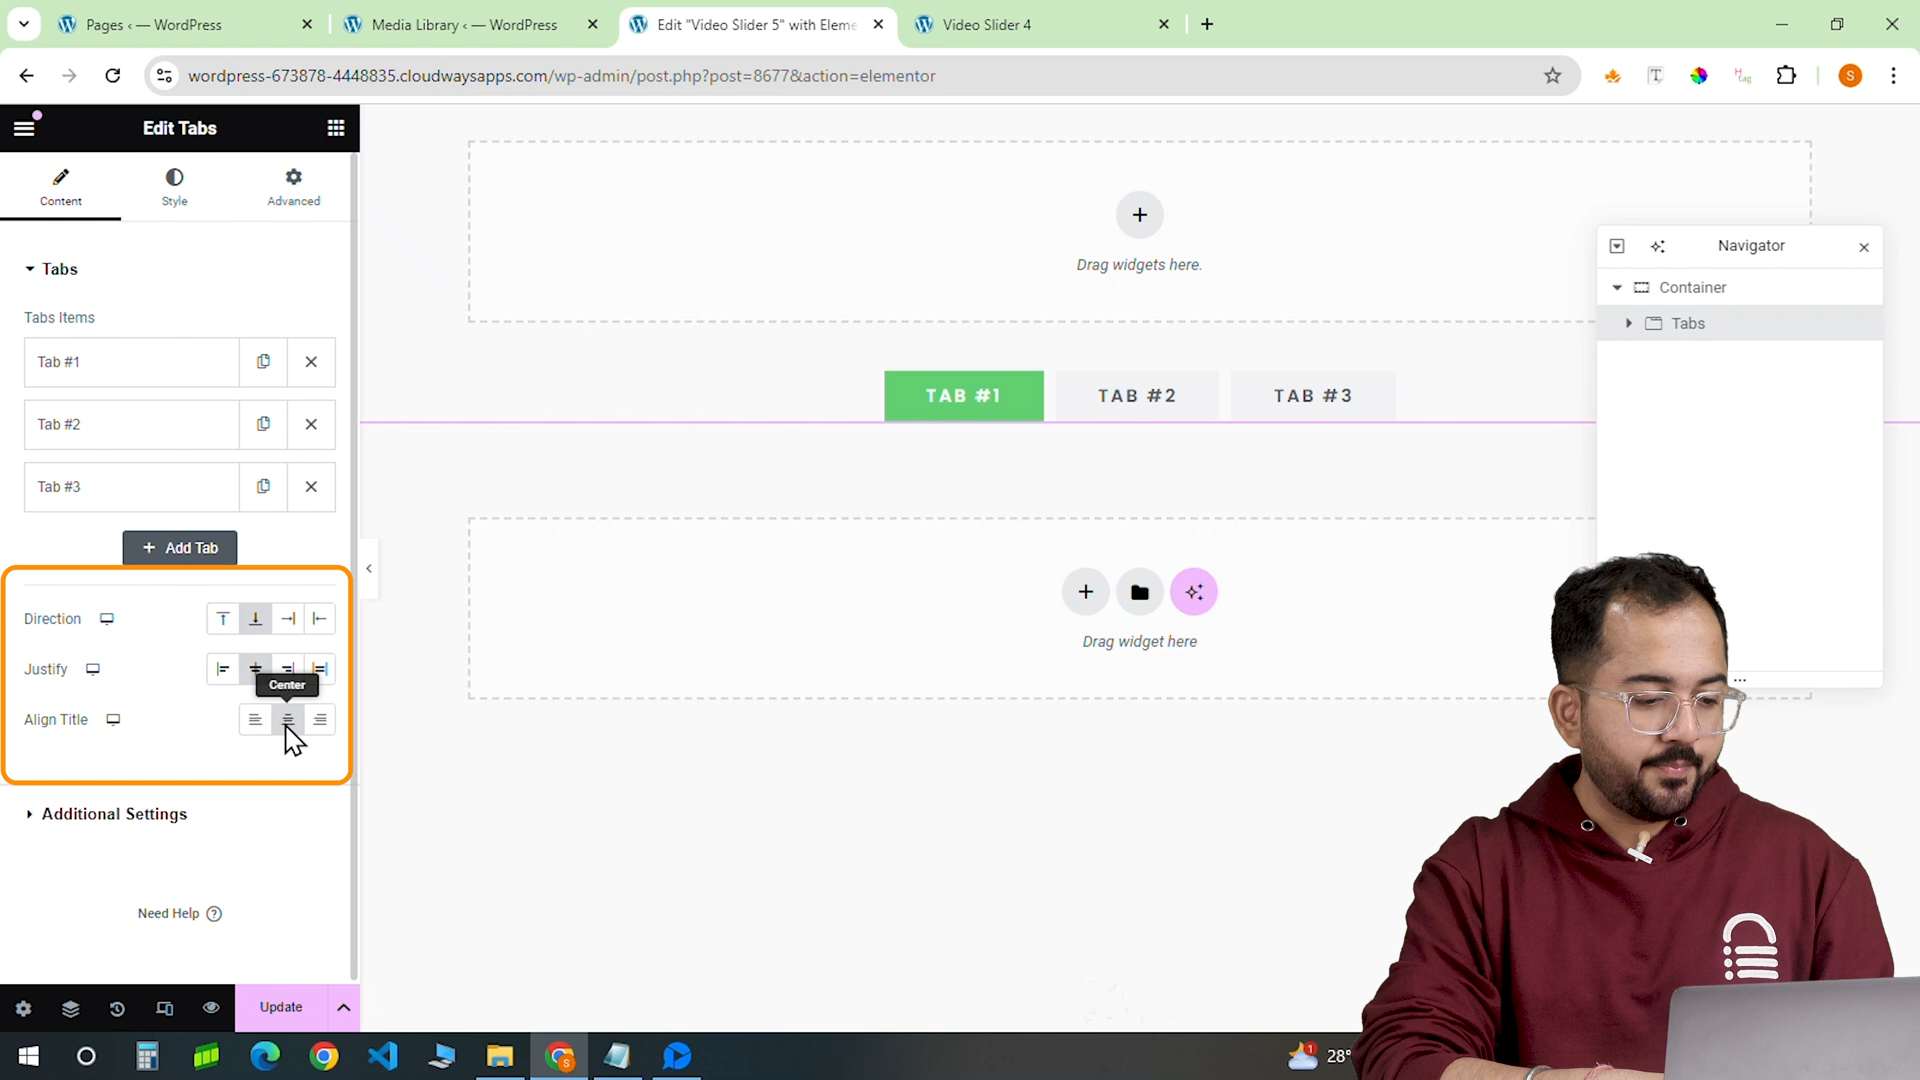 Pages ‹ — WordPress
Media Library ‹ — WordPress
Edit "Video Slider 5" with Eleme
Video Slider 4
wordpress-673878-4448835.cloudwaysapps.com/wp-admin/post.php?post=8677&action=elementor
S
Edit Tabs
Content
Style
Advanced
Tabs
Tabs Items
Tab #1
Tab #2
Tab #3
Add Tab
Direction
Justify
Center
Align Title
Additional Settings
Need Help
Update
Drag widgets here.
TAB #1
TAB #2
TAB #3
Drag widget here
Navigator
Container
Tabs
1
28°